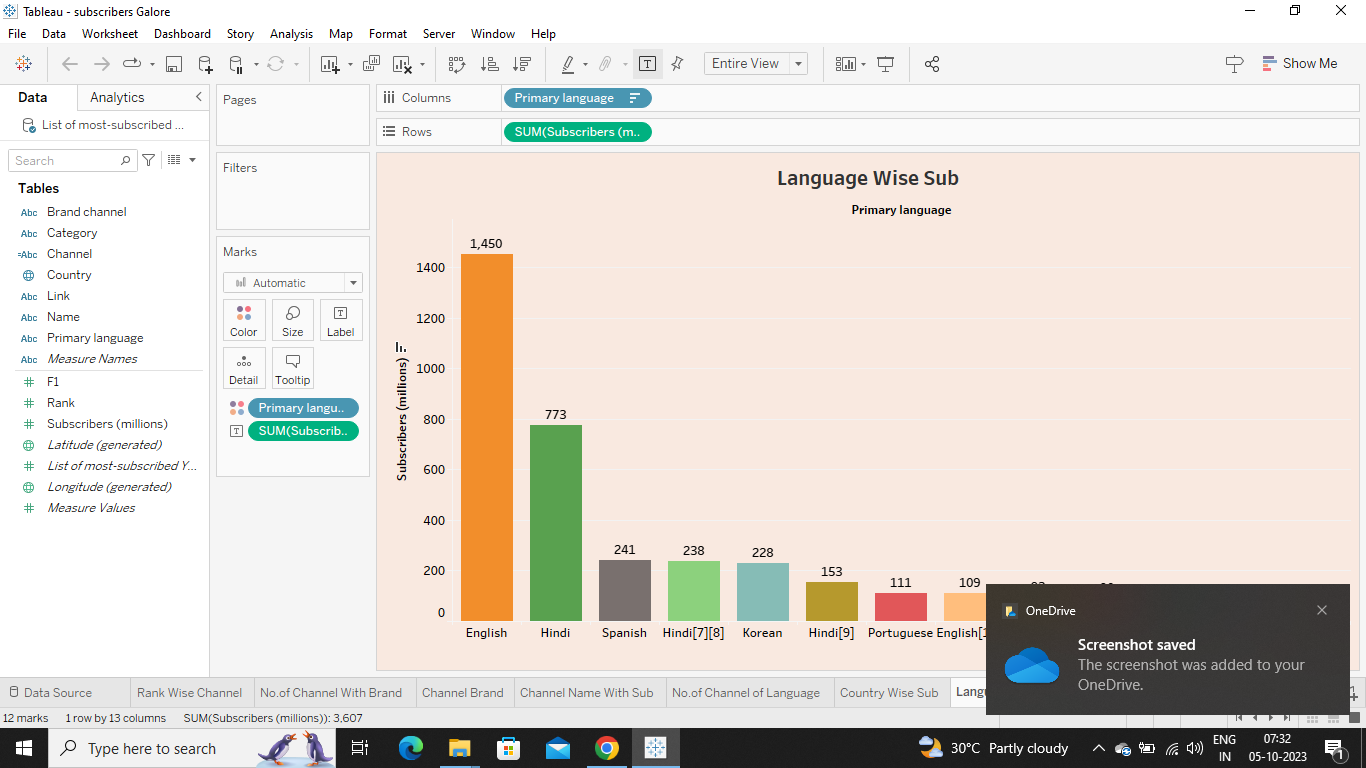 Tableau - subscribers Galore
File Data Worksheet Dashboard Story Analysis Map Format Server Window Help
Entire View
Show Me
Data Analytics
List of most-subscribed ...
Search
Tables
Abc Brand channel
Abc Category
=Abc Channel
Country
Abc Link
Abc Name
Abc Primary language
Abc Measure Names
F1
Rank
Subscribers (millions)
Latitude (generated)
List of most-subscribed Y...
Longitude (generated)
Measure Values
Pages
Filters
Marks
Automatic
Color Size Label
Detail Tooltip
Primary langu..
SUM(Subscrib..
Columns Primary language
Rows SUM(Subscribers (m..
Language Wise Sub
Primary language
Subscribers (millions)
1400
1200
1000
800
600
400
200
0
1,450
773
241
238
228
153
111
109
English Hindi Spanish Hindi[7][8] Korean Hindi[9] Portuguese English[1
OneDrive
Screenshot saved
The screenshot was added to your
OneDrive.
Data Source Rank Wise Channel No.of Channel With Brand Channel Brand Channel Name With Sub No.of Channel of Language Country Wise Sub
12 marks 1 row by 13 columns SUM(Subscribers (millions)): 3,607
Type here to search
30°C Partly cloudy
ENG
IN
07:32
05-10-2023
1